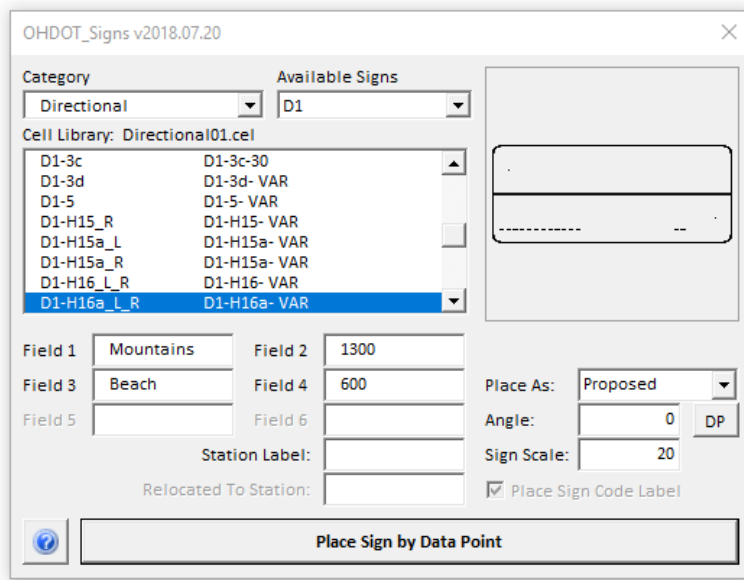 OHDOT_Signs v2018.07.20
Category Available Signs
Directional D1
Cell Library: Directional01.cel
D1-3c D1-3c-30
D1-3d D1-3d- VAR
D1-5 D1-5- VAR
D1-H15_R D1-H15- VAR
D1-H15a_L D1-H15a- VAR
D1-H15a_R D1-H15a- VAR
D1-H16_L_R D1-H16- VAR
D1-H16a_L_R D1-H16a- VAR
Field 1 Mountains Field 2 1300
Field 3 Beach Field 4 600 Place As: Proposed
Field 5 Field 6 Angle: 0 DP
Station Label: Sign Scale: 20
Relocated To Station: Place Sign Code Label
Place Sign by Data Point